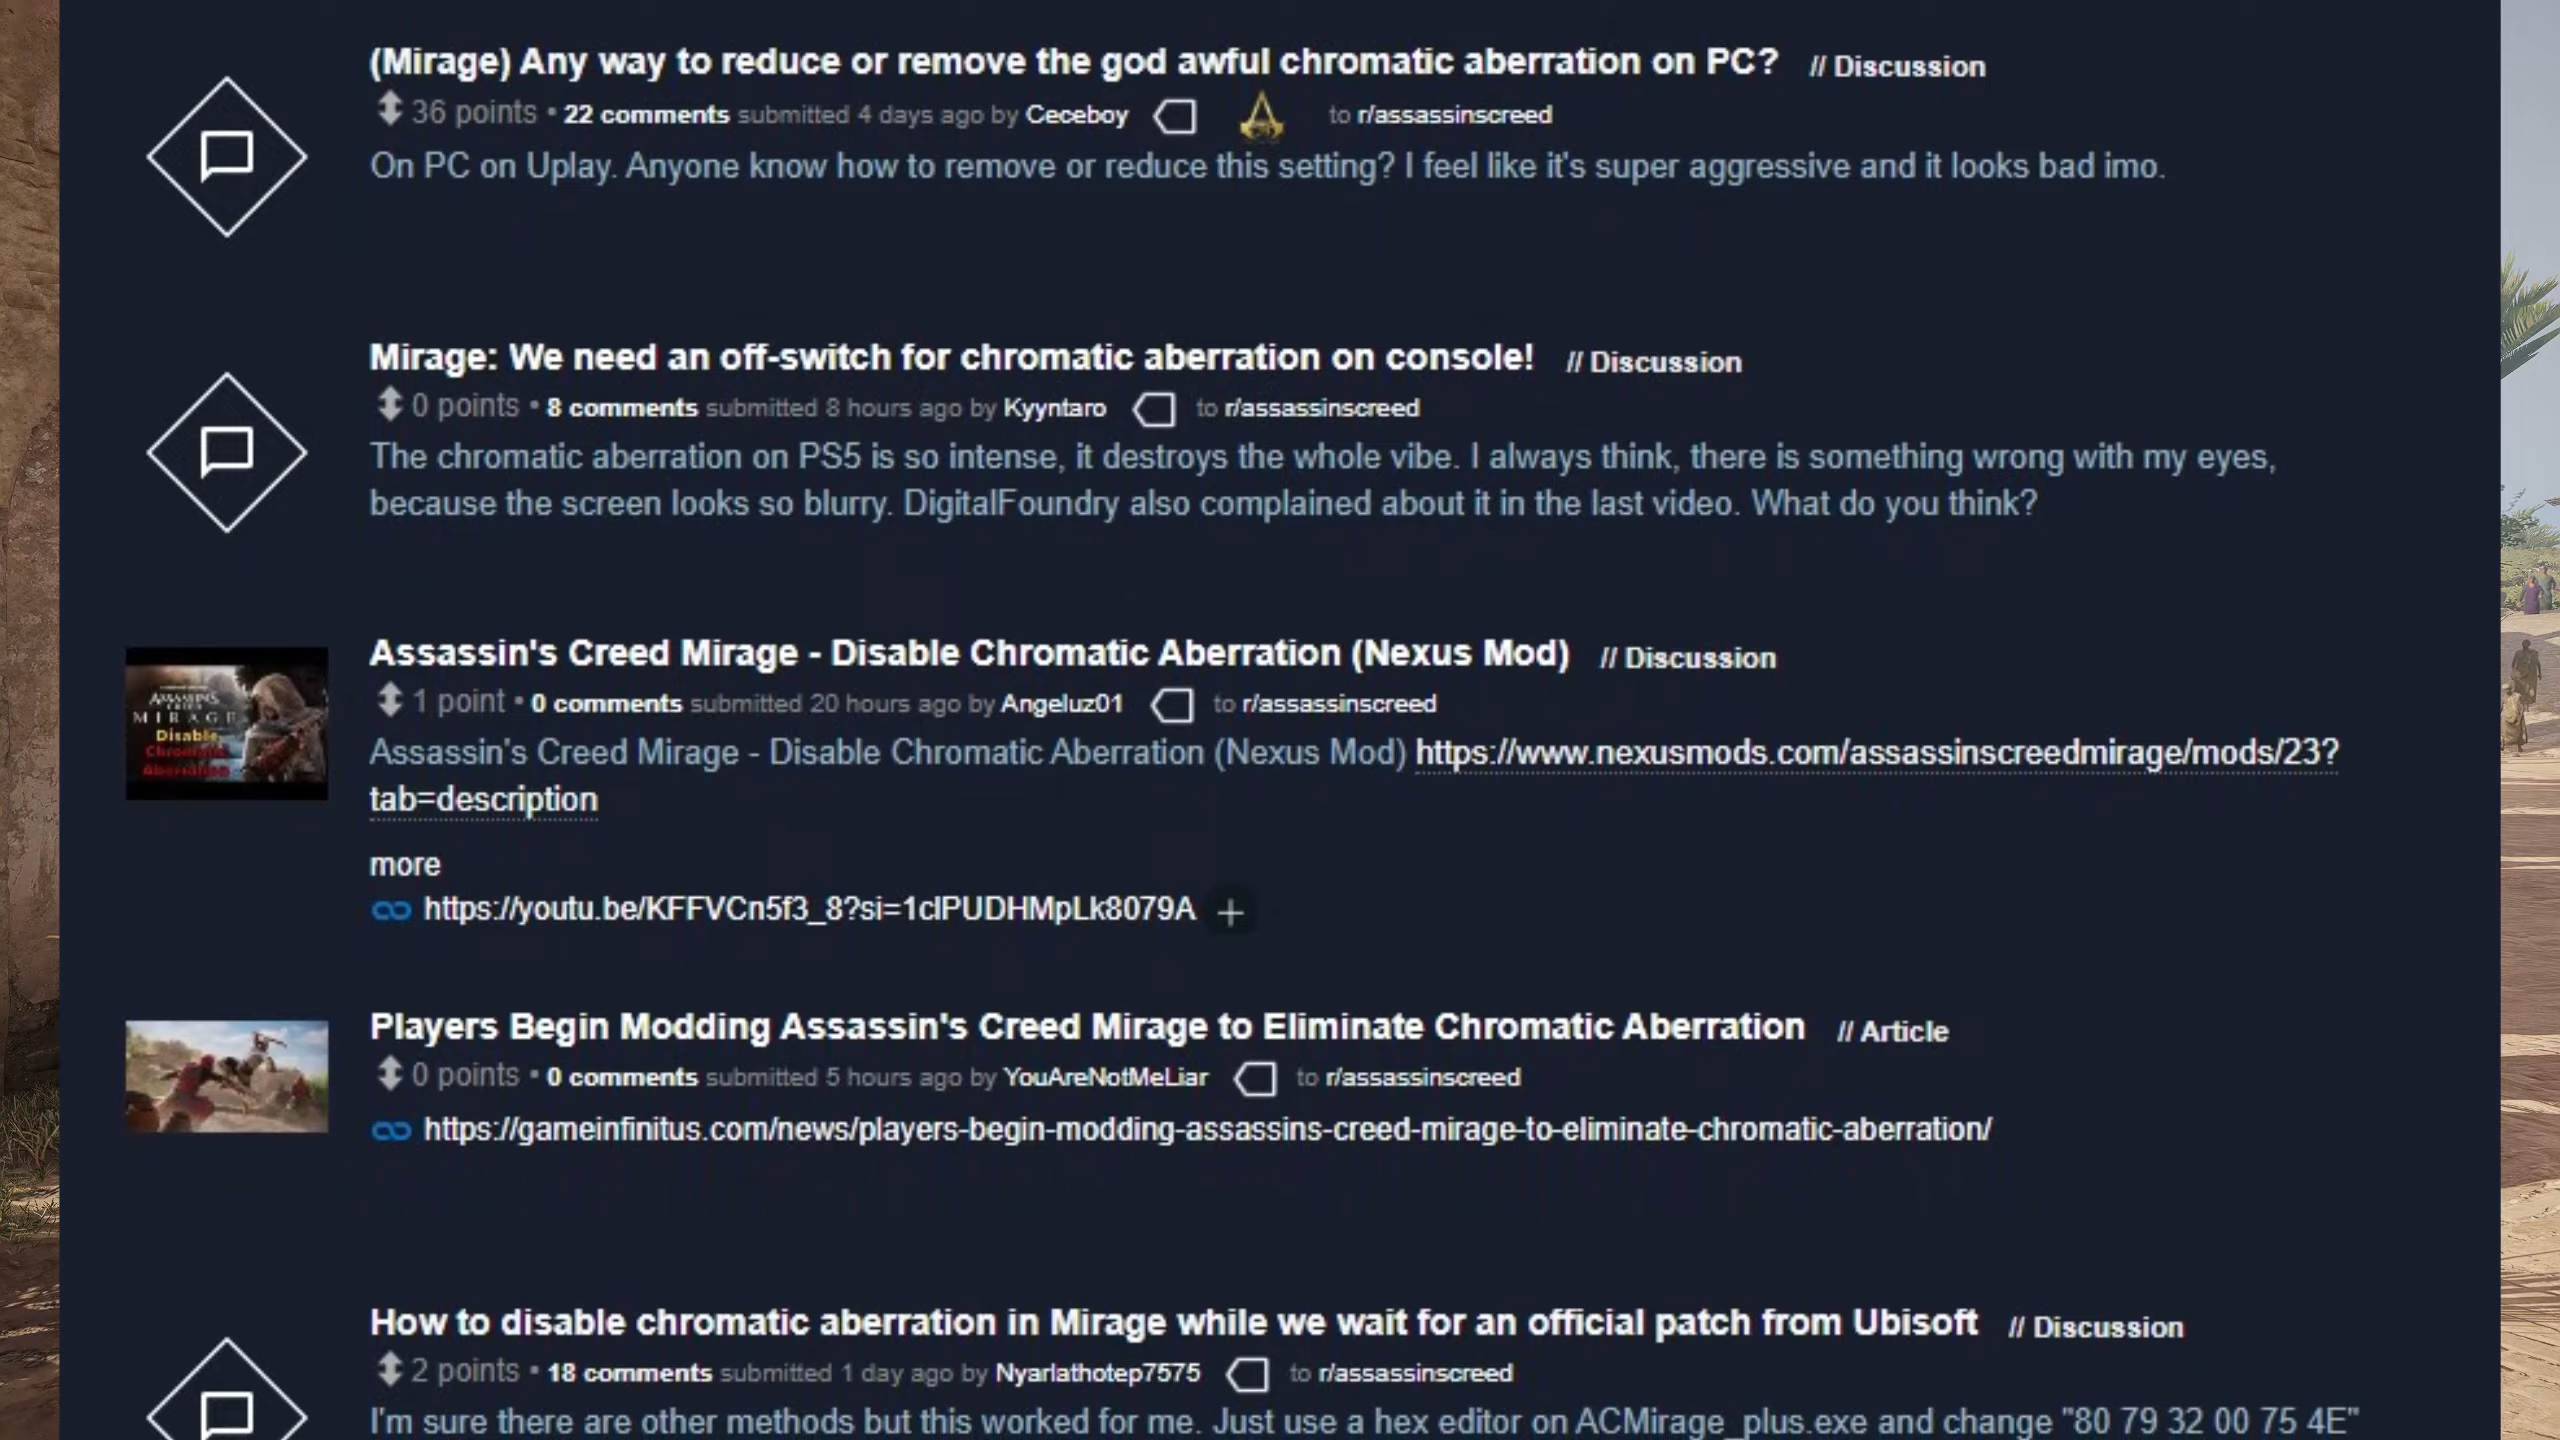 (Mirage) Any way to reduce or remove the god awful chromatic aberration on PC? // Discussion
36 points • 22 comments submitted 4 days ago by Ceceboy to r/assassinscreed
On PC on Uplay. Anyone know how to remove or reduce this setting? I feel like it's super aggressive and it looks bad imo.
Mirage: We need an off-switch for chromatic aberration on console! // Discussion
0 points • 8 comments submitted 8 hours ago by Kyyntaro to r/assassinscreed
The chromatic aberration on PS5 is so intense, it destroys the whole vibe. I always think, there is something wrong with my eyes,
because the screen looks so blurry. DigitalFoundry also complained about it in the last video. What do you think?
Assassin's Creed Mirage - Disable Chromatic Aberration (Nexus Mod) // Discussion
1 point • 0 comments submitted 20 hours ago by Angeluz01 to r/assassinscreed
Assassin's Creed Mirage - Disable Chromatic Aberration (Nexus Mod) https://www.nexusmods.com/assassinscreedmirage/mods/23?
tab=description
ASSASSIN'S
CREED
MIRAGE
Disable
Chromatic
Aberration
more
https://youtu.be/KFFVCn5f3_8?si=1clPUDHMpLk8079A +
Players Begin Modding Assassin's Creed Mirage to Eliminate Chromatic Aberration // Article
0 points • 0 comments submitted 5 hours ago by YouAreNotMeLiar to r/assassinscreed
https://gameinfinitus.com/news/players-begin-modding-assassins-creed-mirage-to-eliminate-chromatic-aberration/
How to disable chromatic aberration in Mirage while we wait for an official patch from Ubisoft // Discussion
2 points • 18 comments submitted 1 day ago by Nyarlathotep7575 to r/assassinscreed
I'm sure there are other methods but this worked for me. Just use a hex editor on ACMirage_plus.exe and change "80 79 32 00 75 4E"